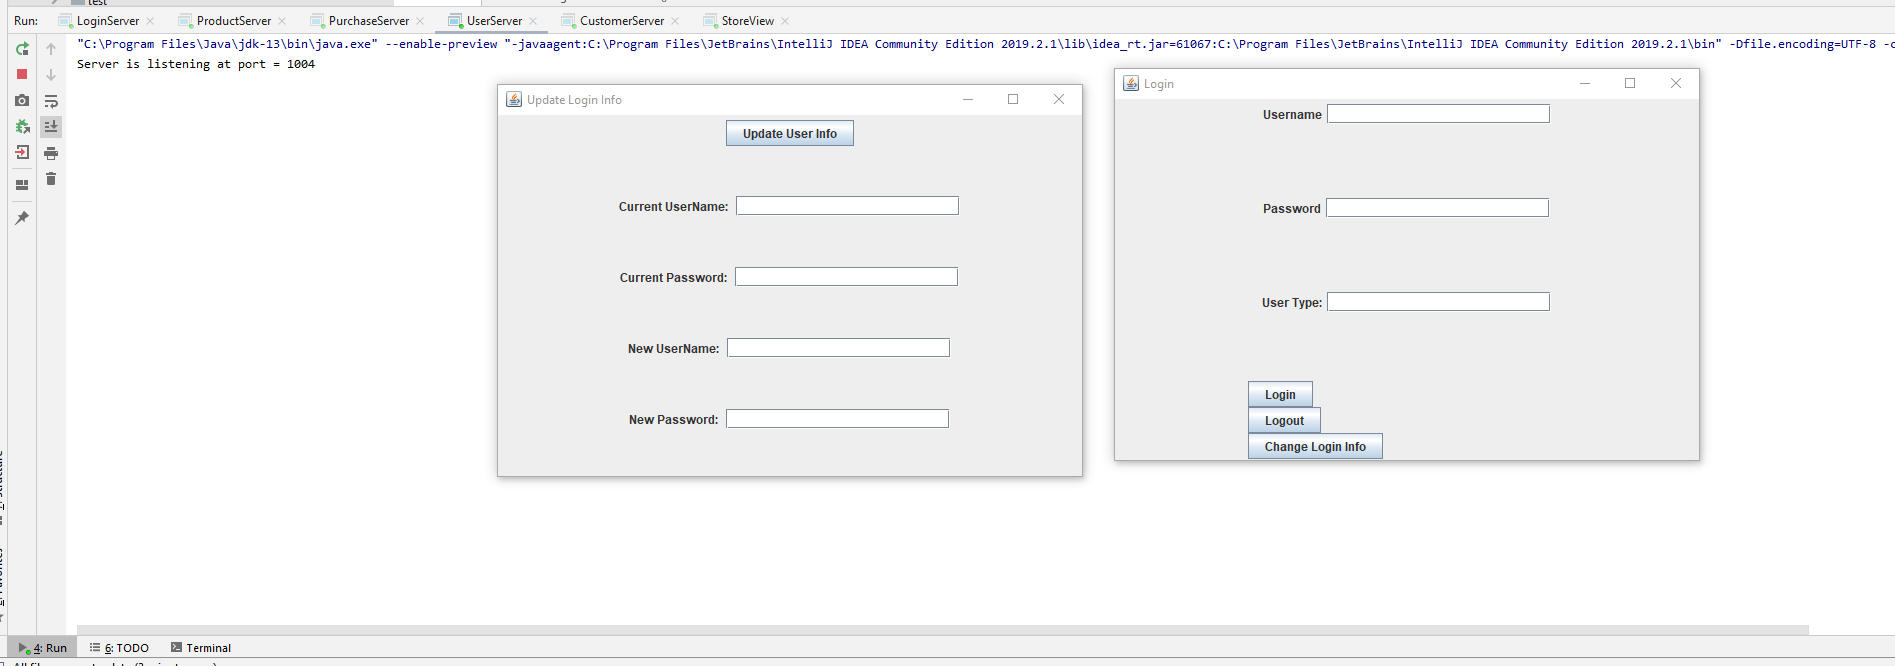 test
Run: LoginServer ProductServer PurchaseServer UserServer CustomerServer StoreView
"C:\Program Files\Java\jdk-13\bin\java.exe" --enable-preview "-javaagent:C:\Program Files\JetBrains\IntelliJ IDEA Community Edition 2019.2.1\lib\idea_rt.jar=61067:C:\Program Files\JetBrains\IntelliJ IDEA Community Edition 2019.2.1\bin" -Dfile.encoding=UTF-8
Server is listening at port = 1004
Update Login Info
Update User Info
Current UserName:
Current Password:
New UserName:
New Password:
Login
Username
Password
User Type:
Login
Logout
Change Login Info
4: Run 6: TODO Terminal